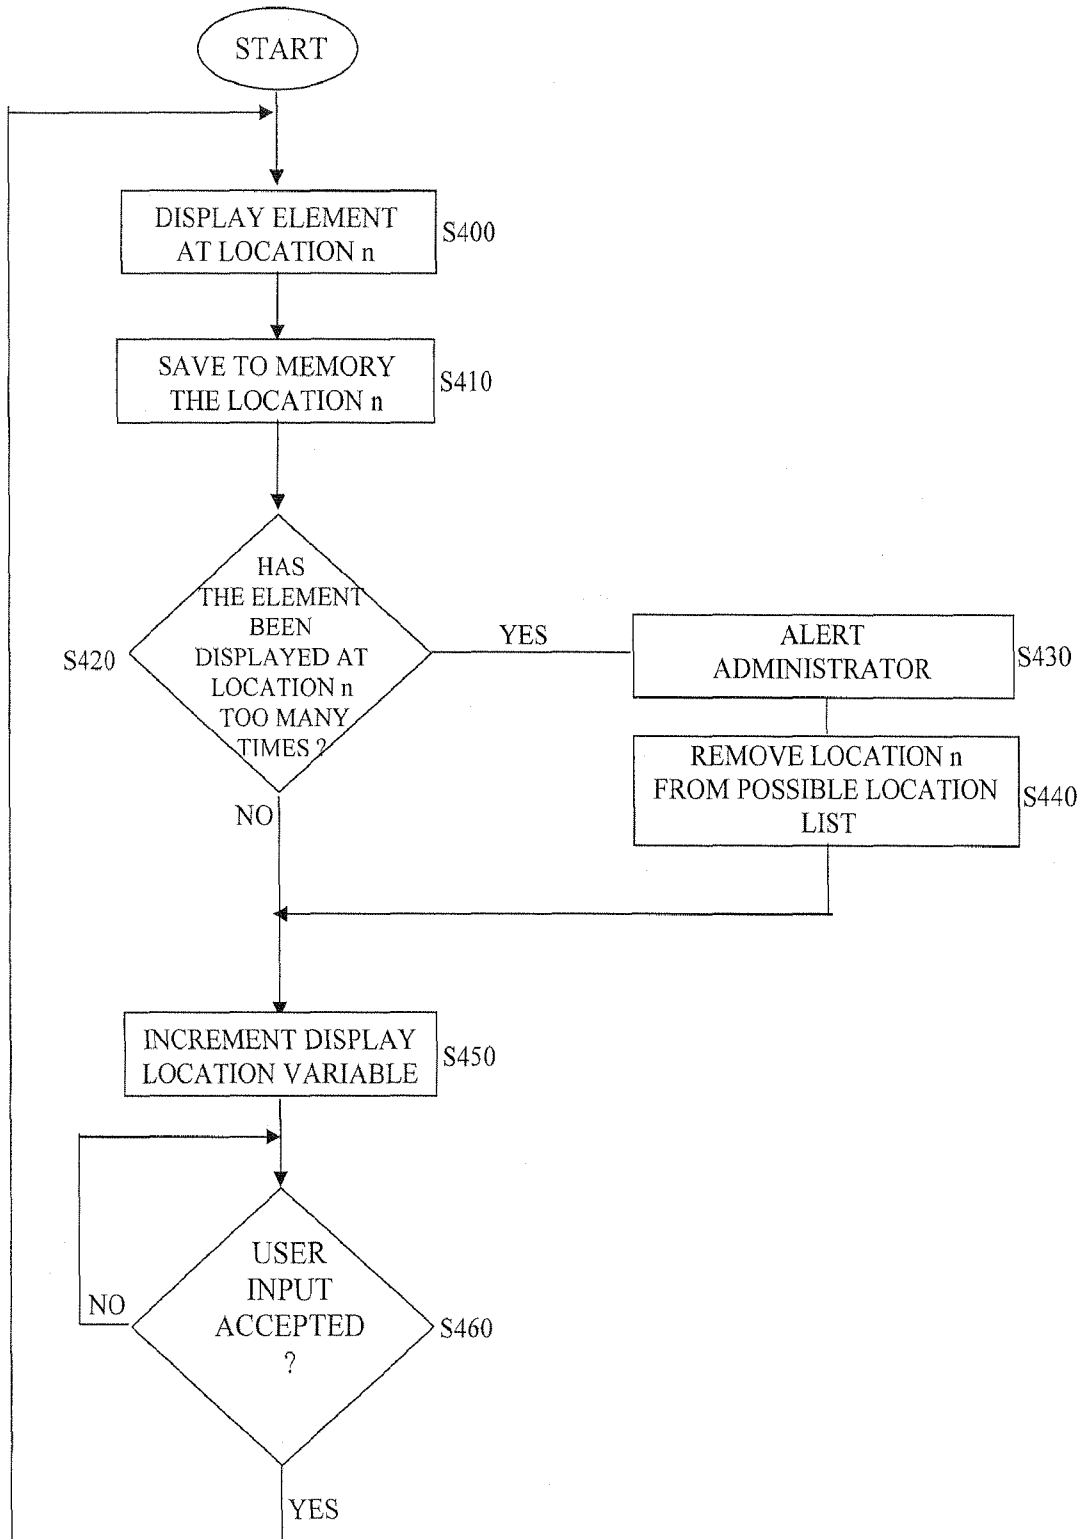 START
DISPLAY ELEMENT
AT LOCATION n
S400
SAVE TO MEMORY
THE LOCATION n
S410
HAS
THE ELEMENT
BEEN
DISPLAYED AT
LOCATION n
TOO MANY
TIMES ?
S420
YES
ALERT
ADMINISTRATOR
S430
REMOVE LOCATION n
FROM POSSIBLE LOCATION
LIST
S440
NO
INCREMENT DISPLAY
LOCATION VARIABLE
S450
USER
INPUT
ACCEPTED
?
S460
NO
YES